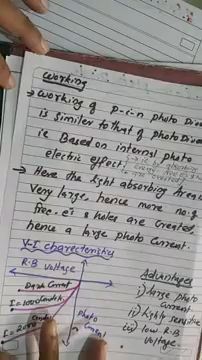 Working
→ Working of P-i-n Photo Diode
is similar to that of Photo Diode
ie Based on internal photo
electric effect.
→ Here the light absorbing Area is
Very large, hence more no. of
free e⁻s & holes are created,
hence a large photo current.
V-I characteristics
R.B Voltage
Dark Current
Photo
Current
Advantages
i) large photo
current
ii) highly sensitive
iii) low R.B
Voltage.